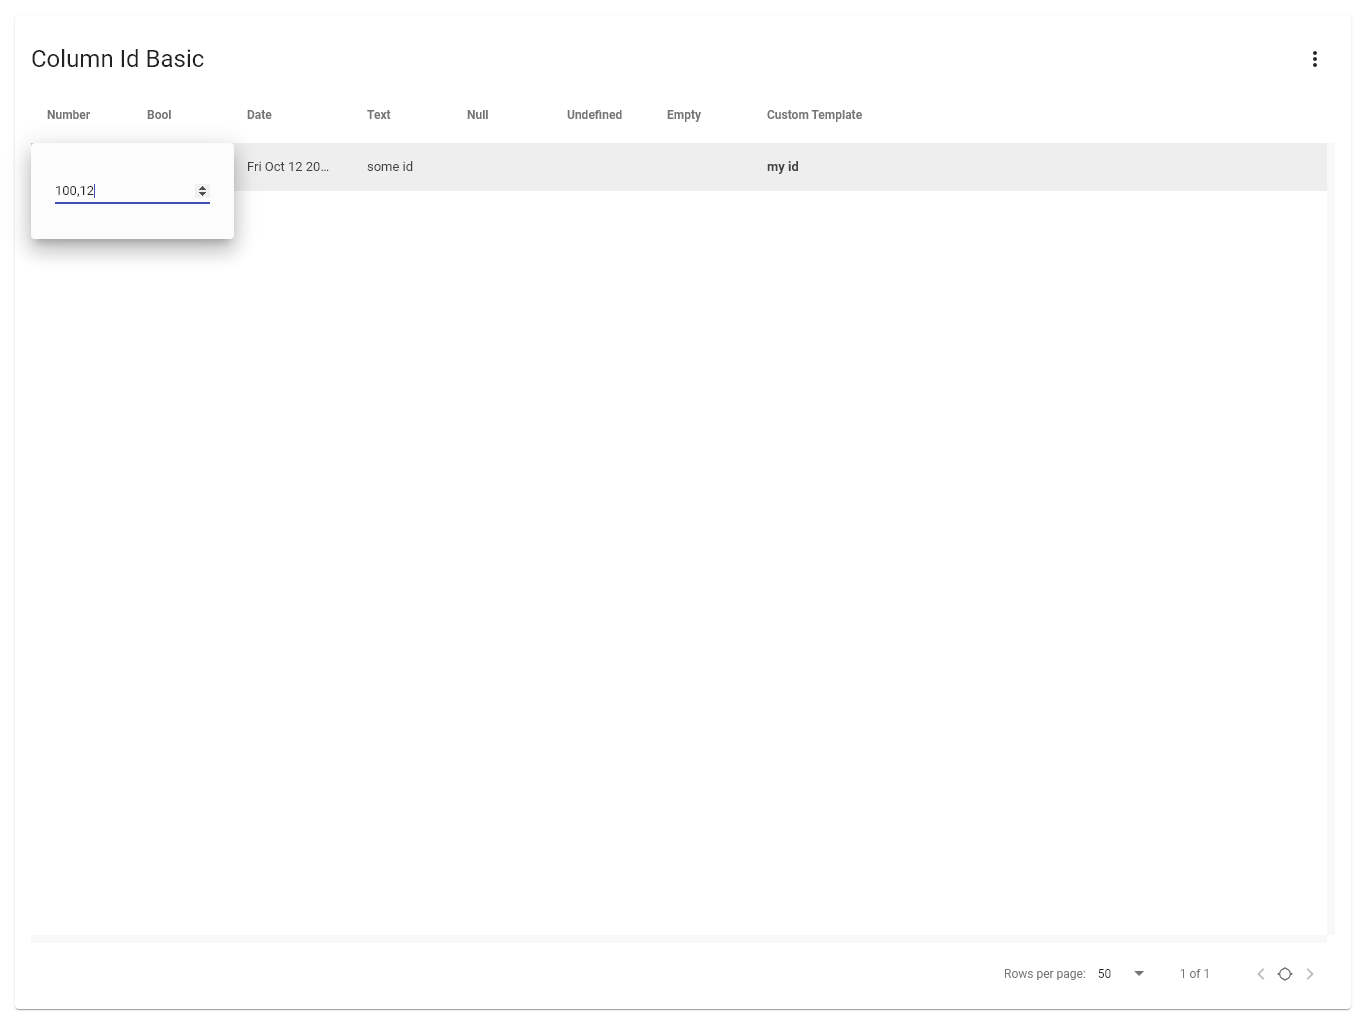 Column Id Basic
Number Bool Date Text Null Undefined Empty Custom Template
Fri Oct 12 20... some id my id
100,12
Rows per page: 50 1 of 1